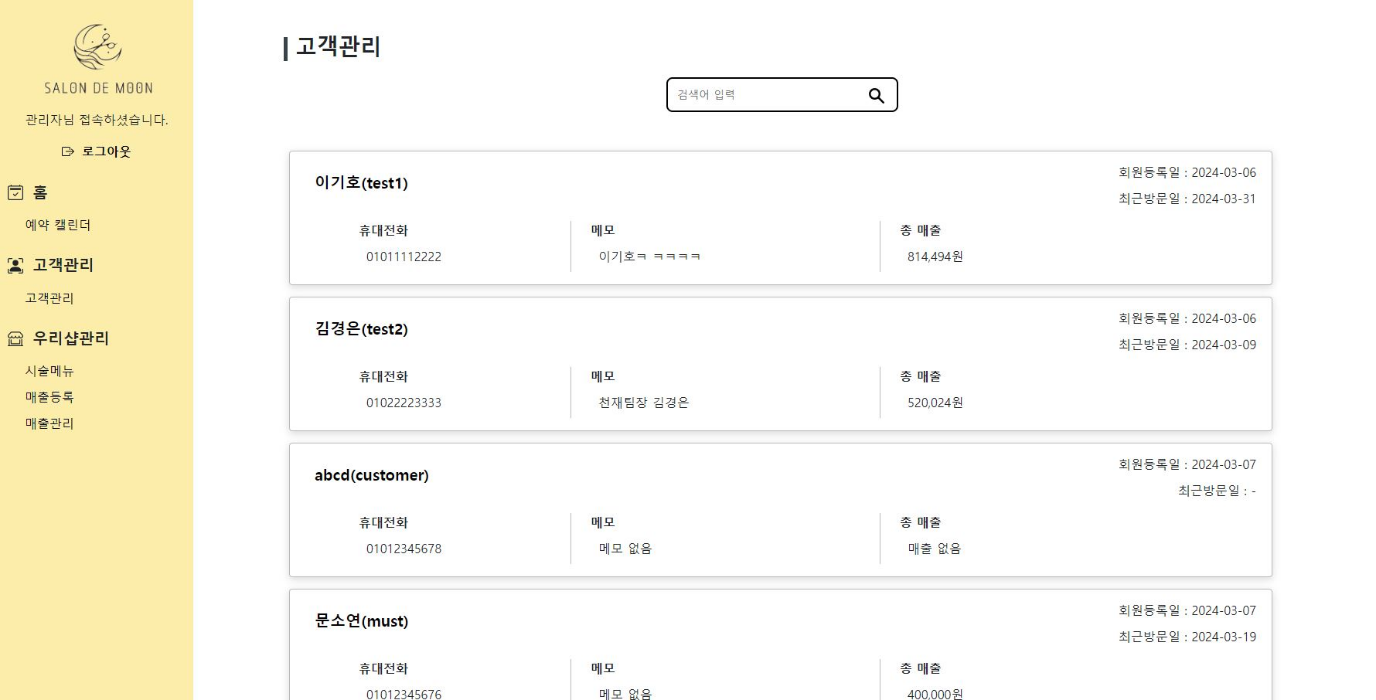 SALON DE MOON
관리자님 접속하셨습니다.
로그아웃
홈
예약 캘린더
고객관리
고객관리
우리샵관리
시술메뉴
매출등록
매출관리
고객관리
검색어 입력
이기호(test1)
회원등록일 : 2024-03-06
최근방문일 : 2024-03-31
휴대전화 메모 총 매출
01011112222 이기호ㅋ ㅋㅋㅋㅋ 814,494원
김경은(test2)
회원등록일 : 2024-03-06
최근방문일 : 2024-03-09
휴대전화 메모 총 매출
01022223333 천재팀장 김경은 520,024원
abcd(customer)
회원등록일 : 2024-03-07
최근방문일 : -
휴대전화 메모 총 매출
01012345678 메모 없음 매출 없음
문소연(must)
회원등록일 : 2024-03-07
최근방문일 : 2024-03-19
휴대전화 메모 총 매출
01012345676 메모 없음 400,000원